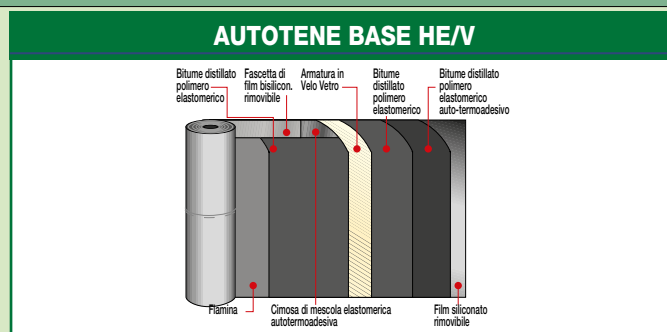 AUTOTENE BASE HE/V
Bitume distillato
polimero
elastomerico
Fascetta di
film bisilicon.
rimovibile
Armatura in
Velo Vetro
Bitume
distillato
polimero
elastomerico
Bitume distillato
polimero
elastomerico
auto-termoadesivo
Flamina
Cimosa di mescola elastomerica
autotermoadesiva
Film siliconato
rimovibile